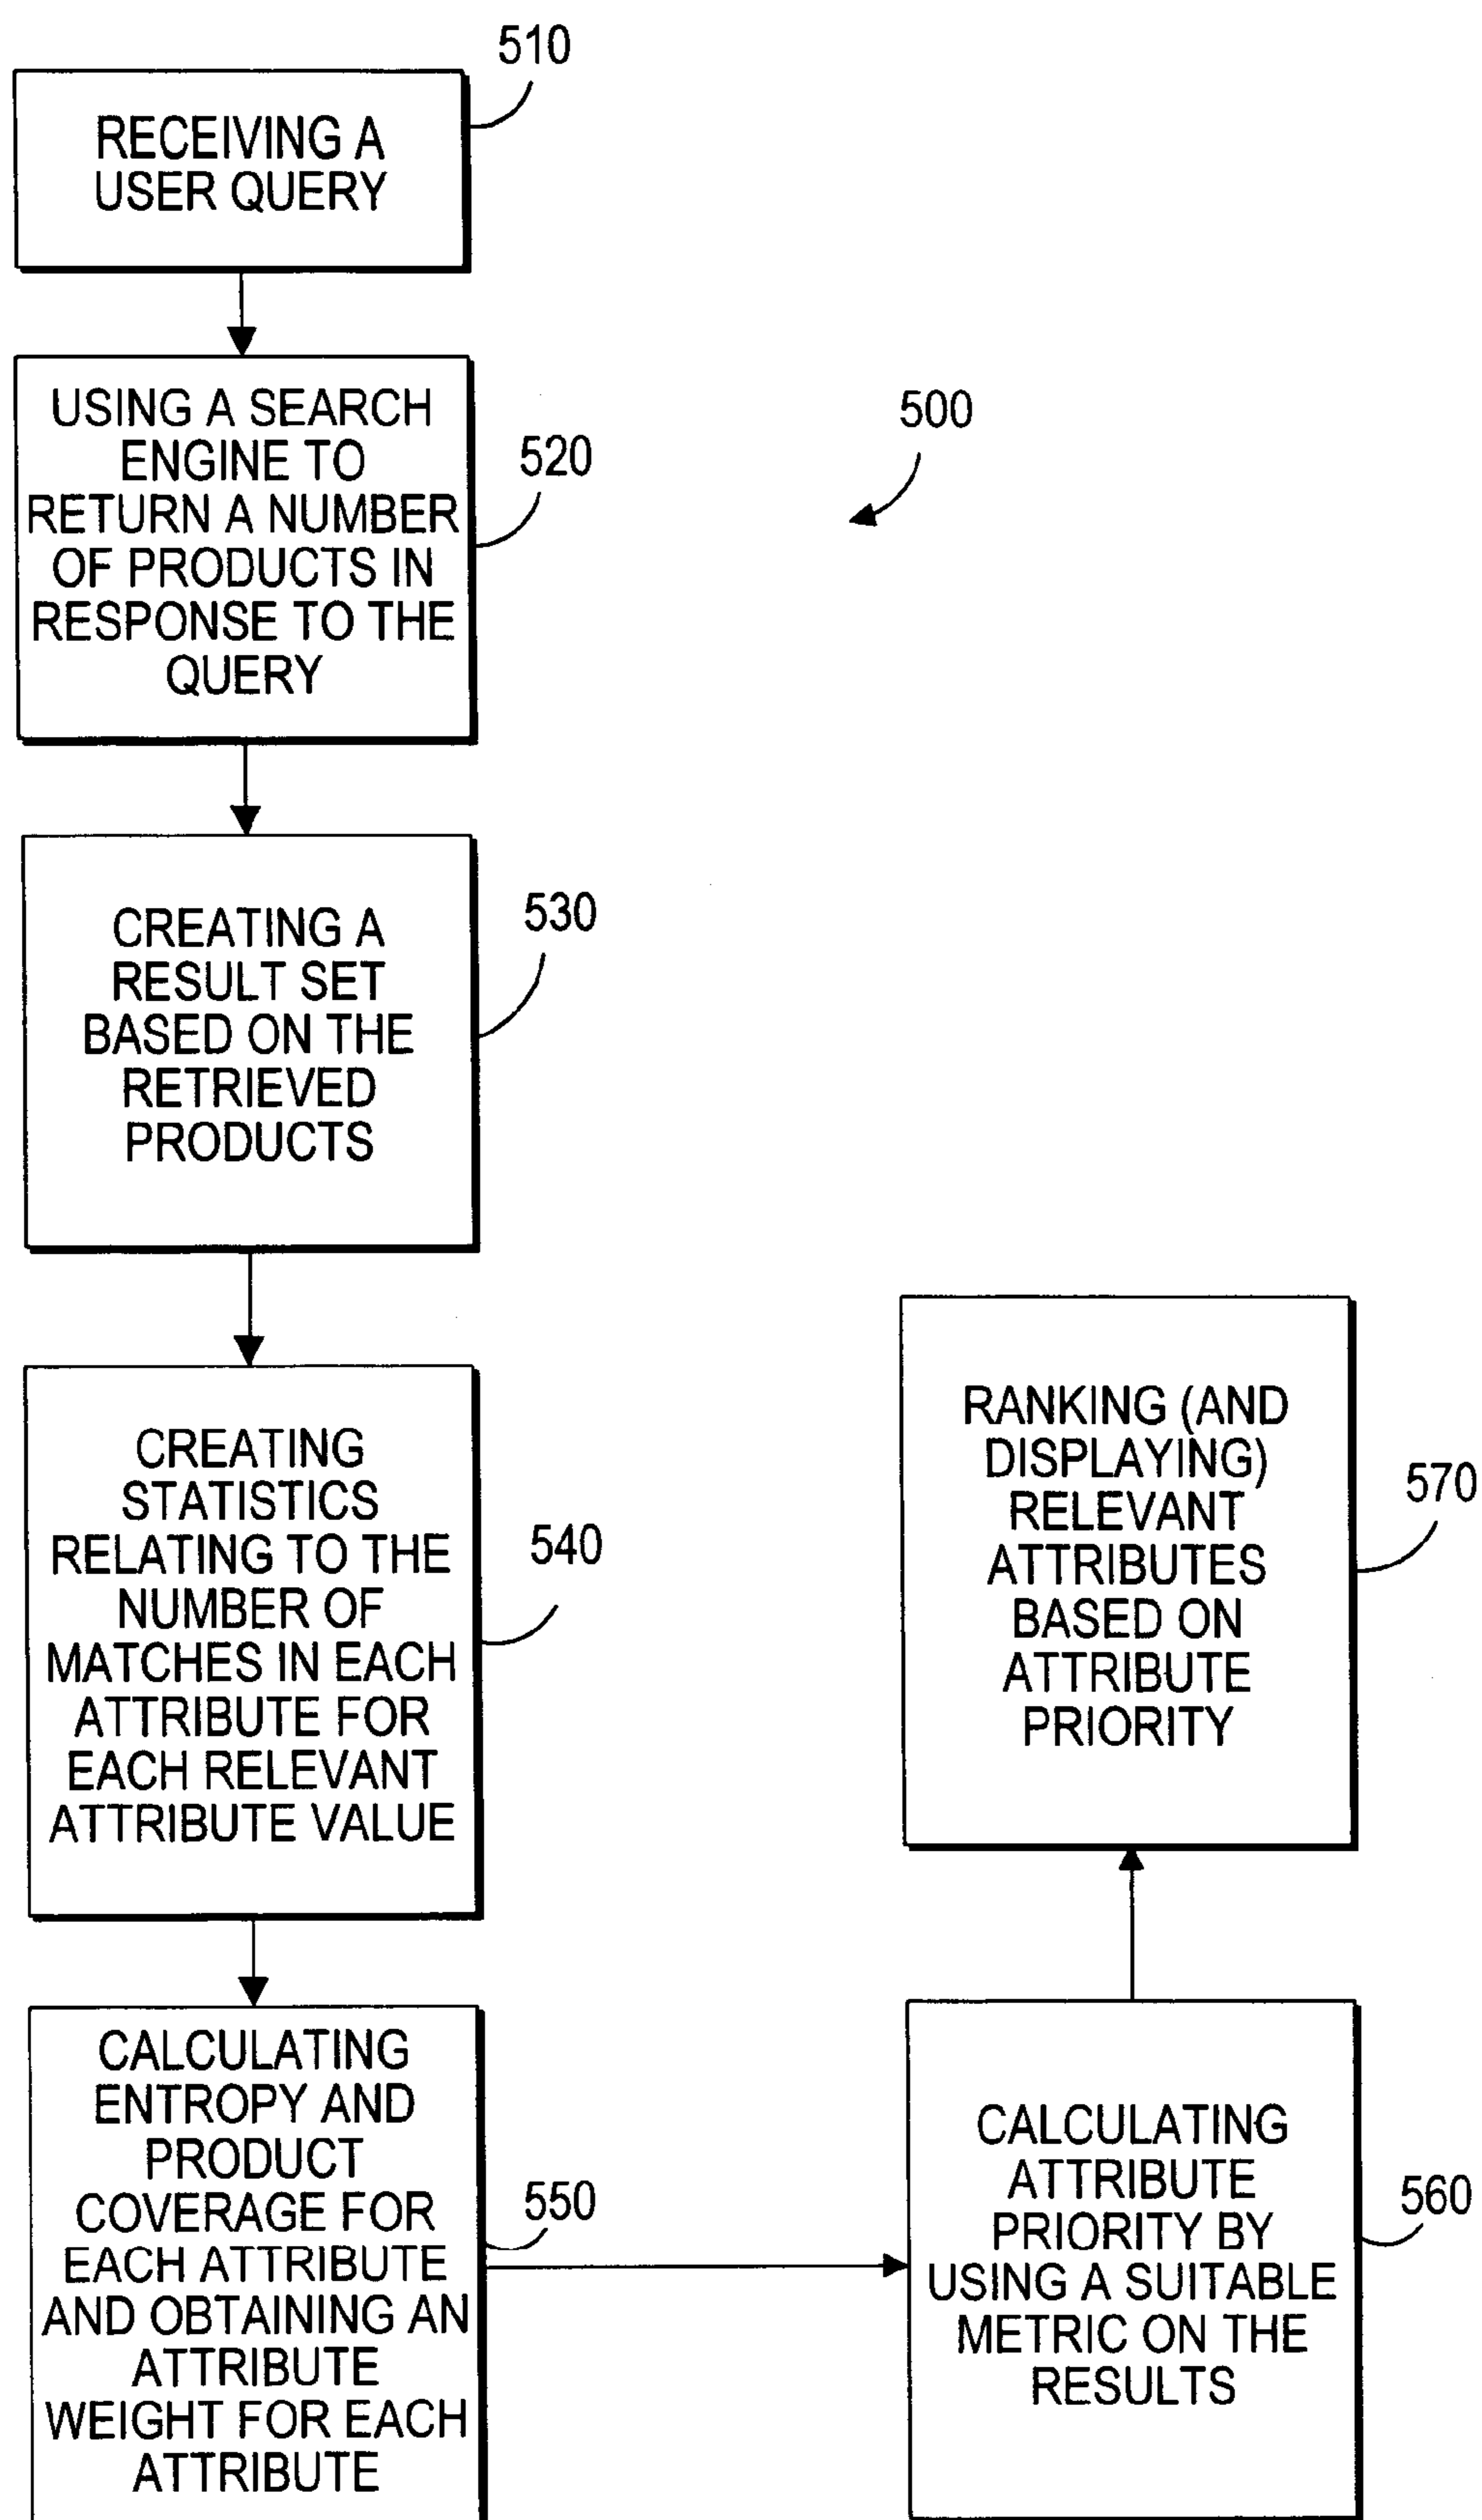 510
RECEIVING A
USER QUERY
USING A SEARCH
ENGINE TO
RETURN A NUMBER
OF PRODUCTS IN
RESPONSE TO THE
QUERY
520
500
CREATING A
RESULT SET
BASED ON THE
RETRIEVED
PRODUCTS
530
CREATING
STATISTICS
RELATING TO THE
NUMBER OF
MATCHES IN EACH
ATTRIBUTE FOR
EACH RELEVANT
ATTRIBUTE VALUE
540
CALCULATING
ENTROPY AND
PRODUCT
COVERAGE FOR
EACH ATTRIBUTE
AND OBTAINING AN
ATTRIBUTE
WEIGHT FOR EACH
ATTRIBUTE
550
CALCULATING
ATTRIBUTE
PRIORITY BY
USING A SUITABLE
METRIC ON THE
RESULTS
560
RANKING (AND
DISPLAYING)
RELEVANT
ATTRIBUTES
BASED ON
ATTRIBUTE
PRIORITY
570